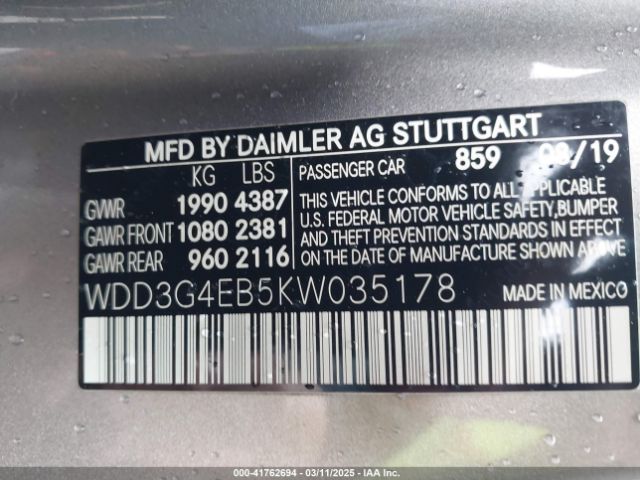 MFD BY DAIMLER AG STUTTGART
KG LBS
GVWR 1990 4387
GAWR FRONT 1080 2381
GAWR REAR 960 2116
PASSENGER CAR 859 03/19
THIS VEHICLE CONFORMS TO ALL APPLICABLE
U.S. FEDERAL MOTOR VEHICLE SAFETY, BUMPER
AND THEFT PREVENTION STANDARDS IN EFFECT
ON THE DATE OF MANUFACTURE SHOWN ABOVE.
WDD3G4EB5KW035178 MADE IN MEXICO
000-41762694 - 03/11/2025 - IAA Inc.